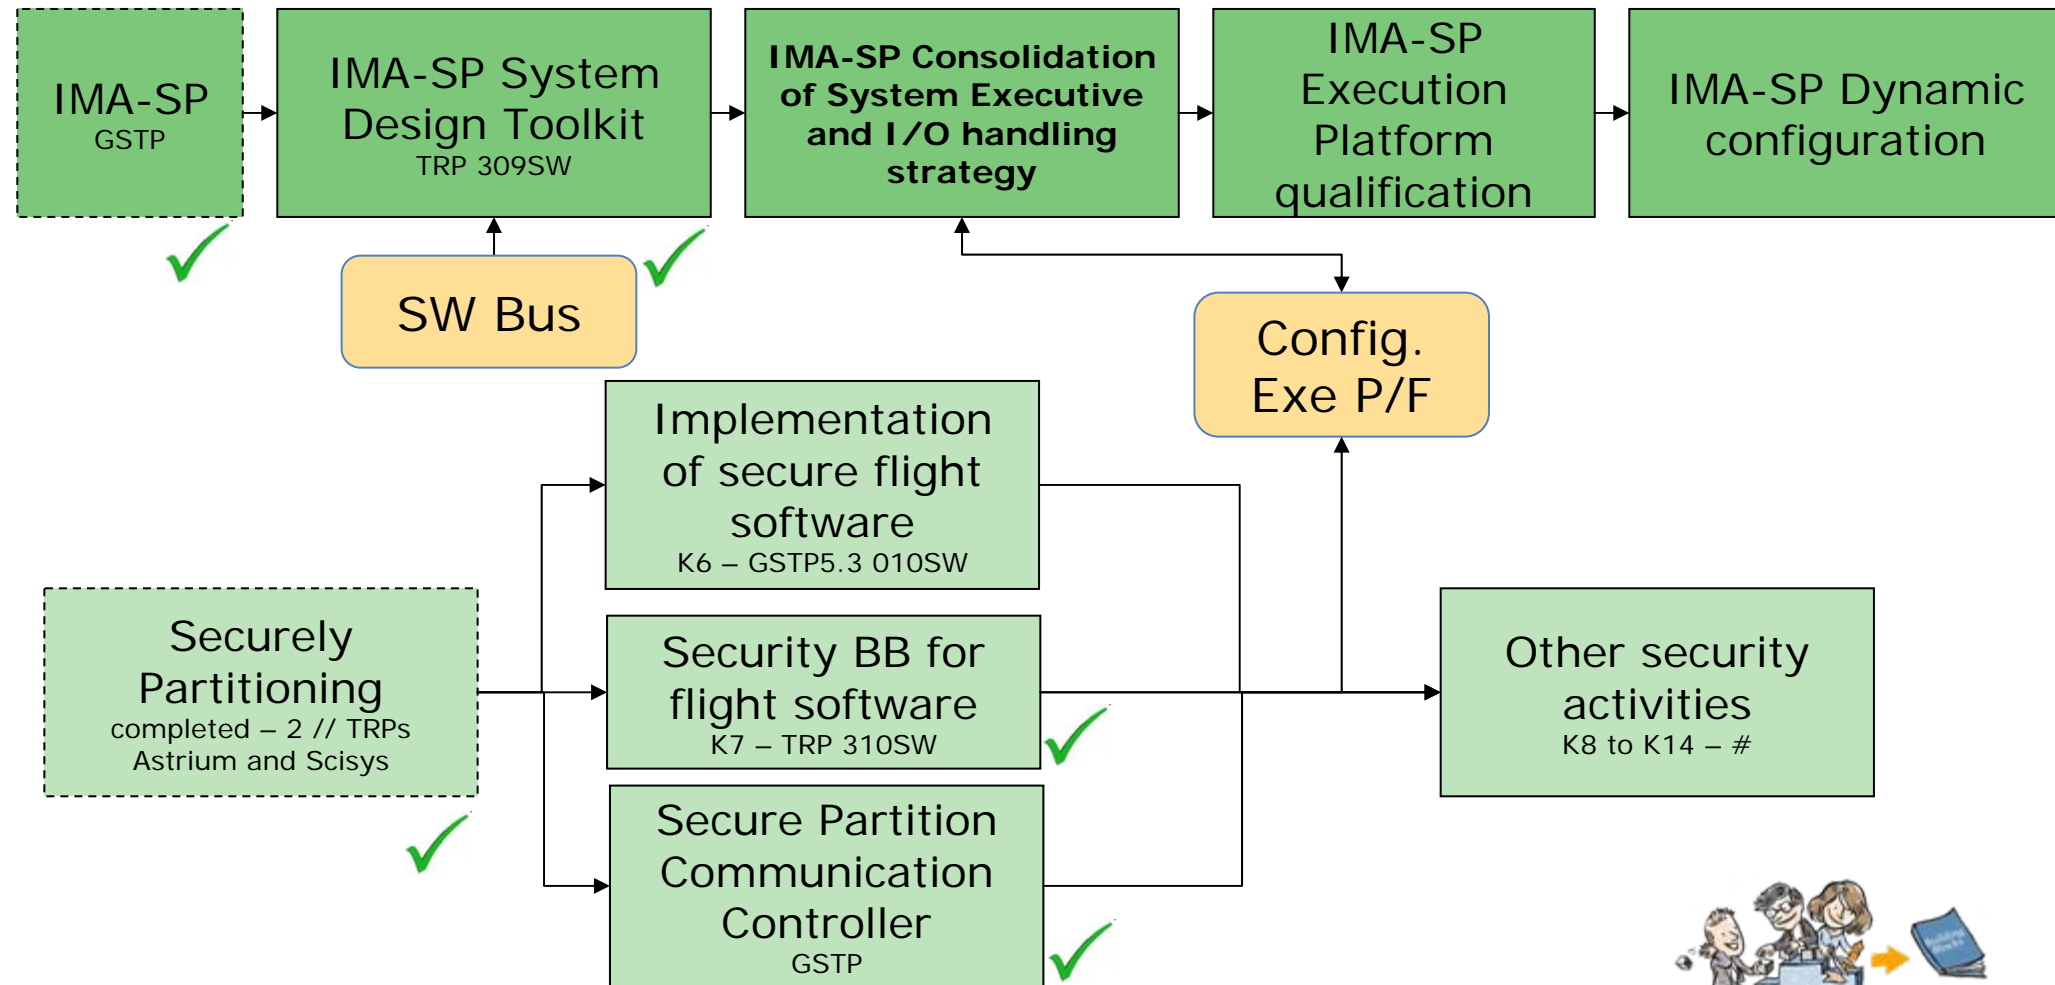 IMA-SP
GSTP
IMA-SP System
Design Toolkit
TRP 309SW
IMA-SP Consolidation
of System Executive
and I/O handling
strategy
IMA-SP
Execution
Platform
qualification
IMA-SP Dynamic
configuration
SW Bus
Config.
Exe P/F
Implementation
of secure flight
software
K6 – GSTP5.3 010SW
Securely
Partitioning
completed – 2 // TRPs
Astrium and Scisys
Security BB for
flight software
K7 – TRP 310SW
Other security
activities
K8 to K14 – #
Secure Partition
Communication
Controller
GSTP